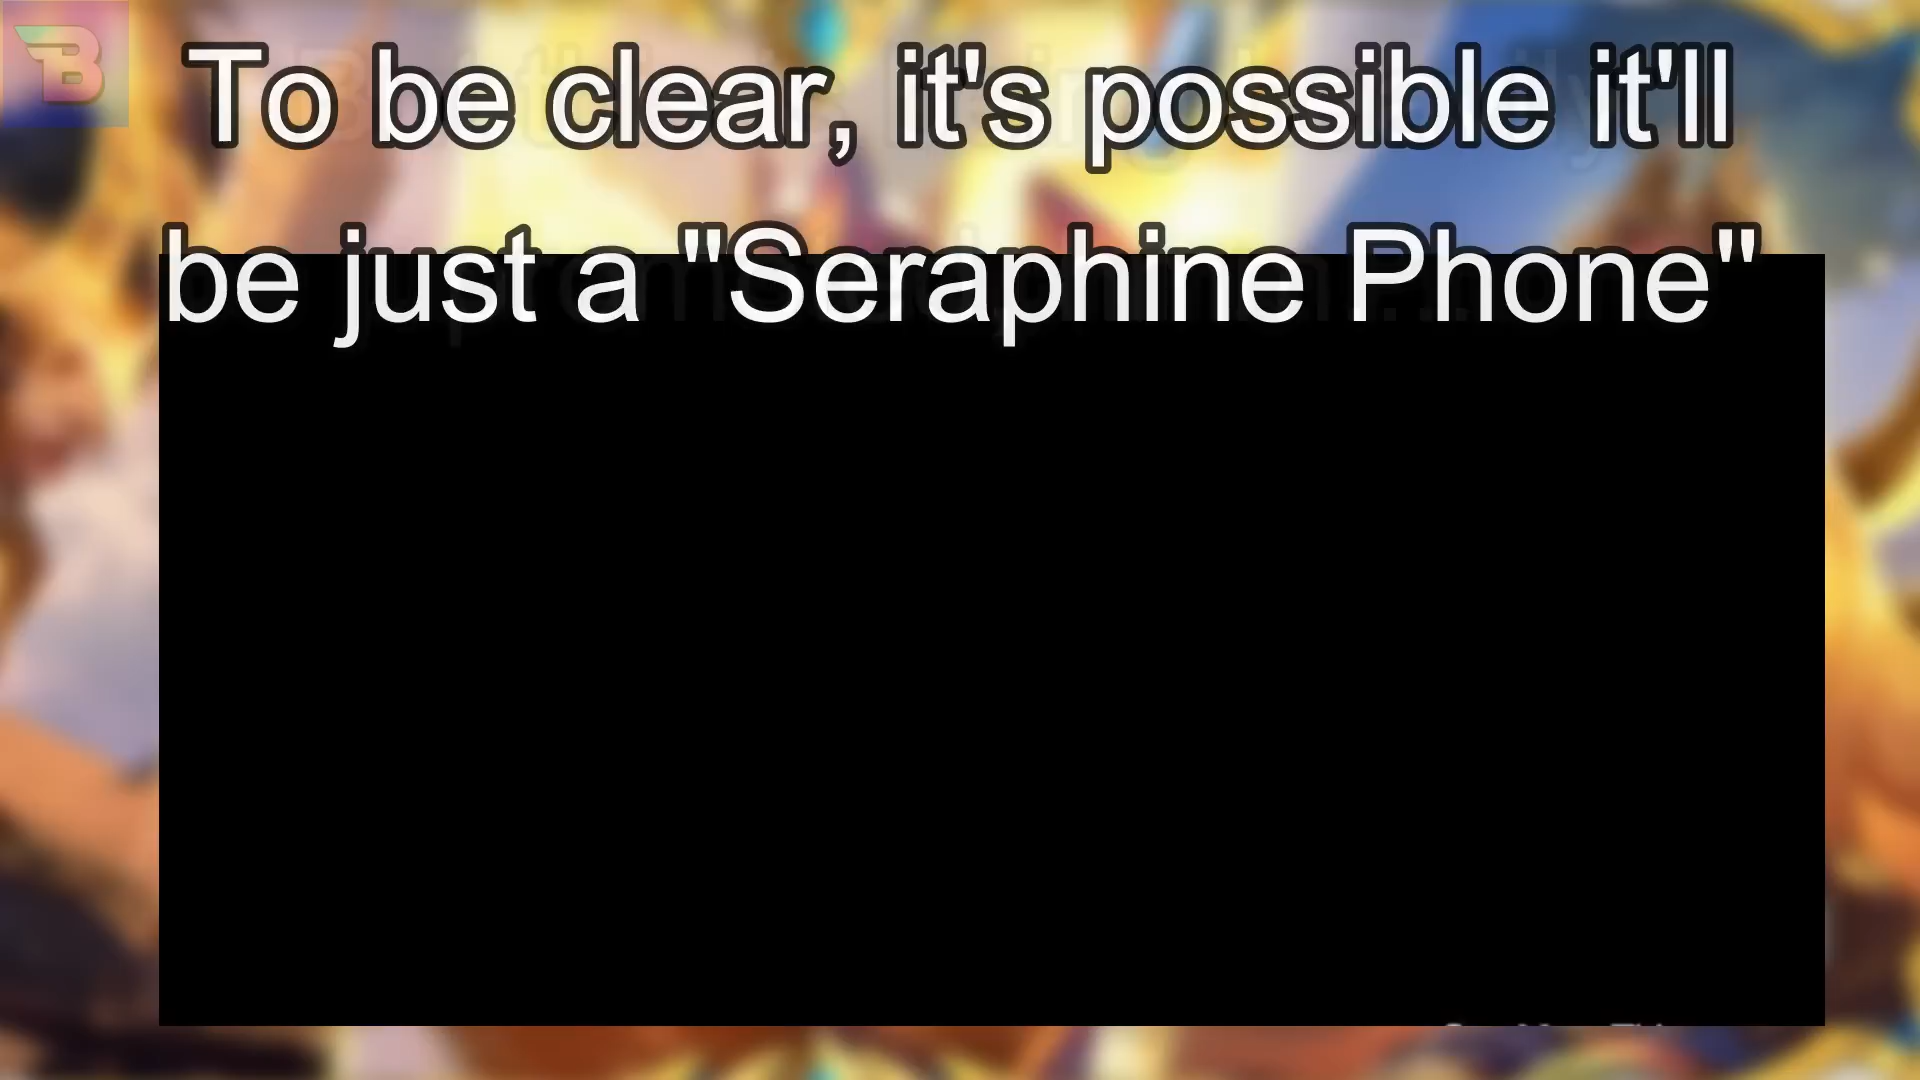 B
To be clear, it's possible it'll
be just a "Seraphine Phone"